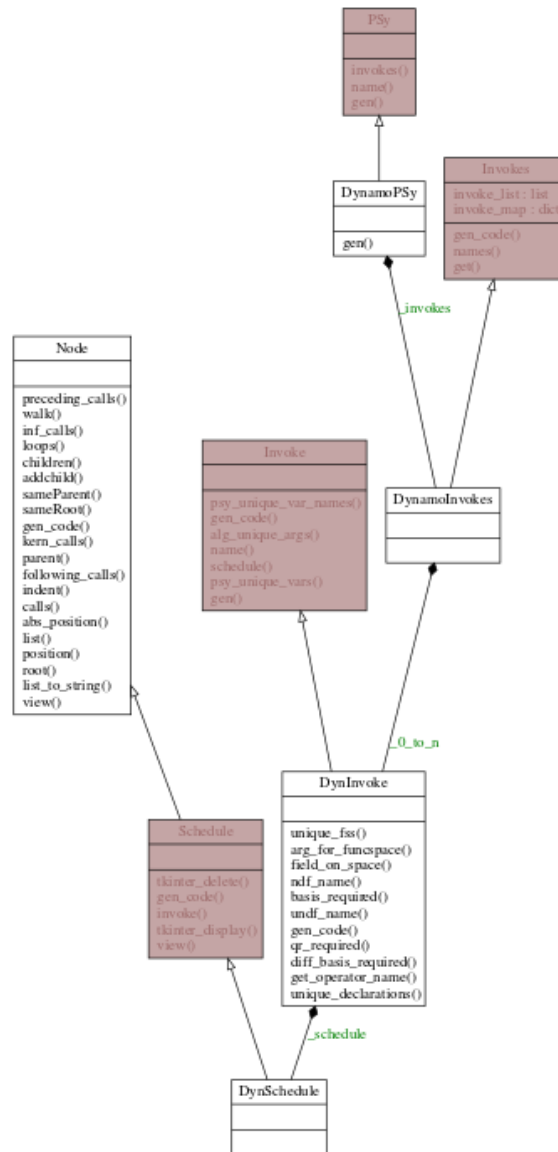 PSy
invokes()
name()
gen()
DynamoPSy
gen()
Invokes
invoke_list : list
invoke_map : dict
gen_code()
names()
get()
_invokes
Node
preceding_calls()
walk()
inf_calls()
loops()
children()
addchild()
sameParent()
sameRoot()
gen_code()
kern_calls()
parent()
following_calls()
indent()
calls()
abs_position()
list()
position()
root()
list_to_string()
view()
Invoke
psy_unique_var_names()
gen_code()
alg_unique_args()
name()
schedule()
psy_unique_vars()
gen()
DynamoInvokes
_0_to_n
DynInvoke
unique_fss()
arg_for_funcspace()
field_on_space()
ndf_name()
basis_required()
undf_name()
gen_code()
qr_required()
diff_basis_required()
get_operator_name()
unique_declarations()
Schedule
tkinter_delete()
gen_code()
invoke()
tkinter_display()
view()
_schedule
DynSchedule